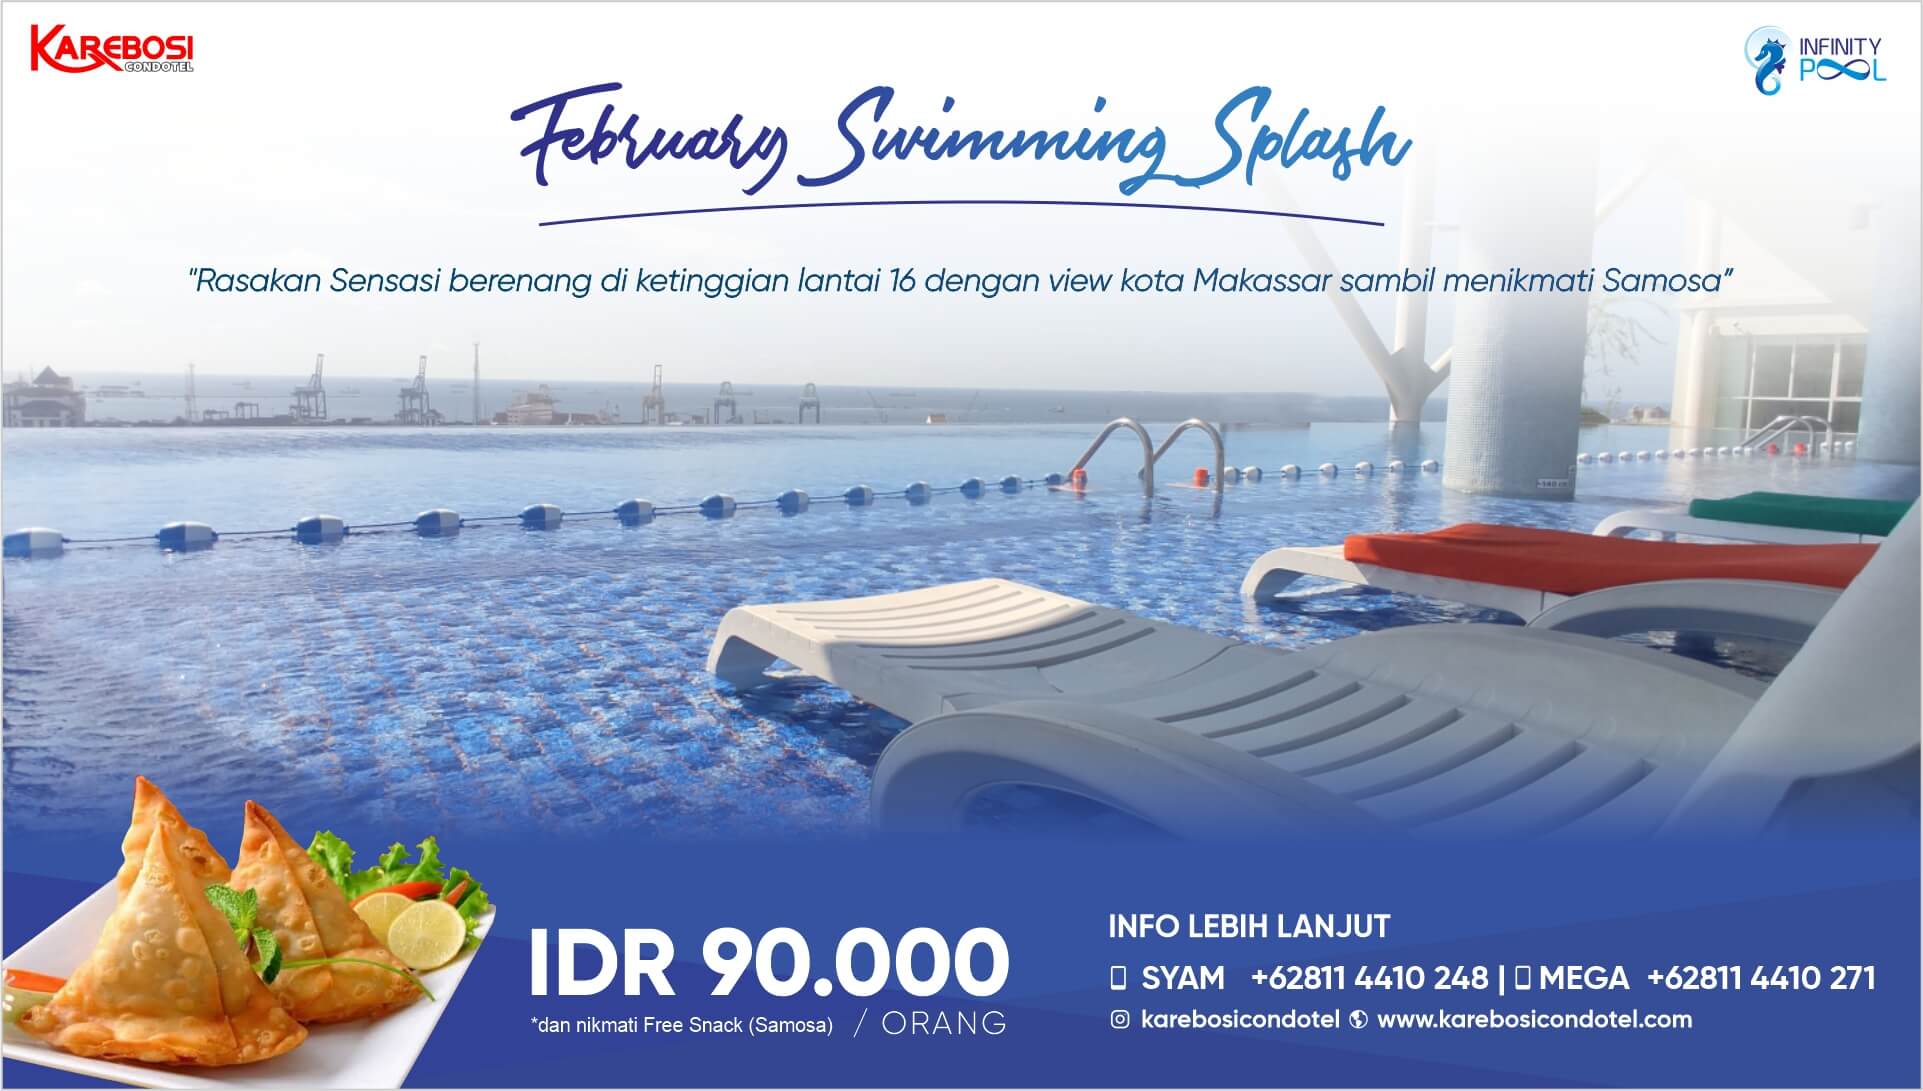 KAREBOSI
CONDOTEL
INFINITY
POOL
February Swimming Splash
"Rasakan Sensasi berenang di ketinggian lantai 16 dengan view kota Makassar sambil menikmati Samosa"
IDR 90.000
*dan nikmati Free Snack (Samosa) / ORANG
INFO LEBIH LANJUT
SYAM +62811 4410 248 | MEGA +62811 4410 271
karebosicondotel www.karebosicondotel.com